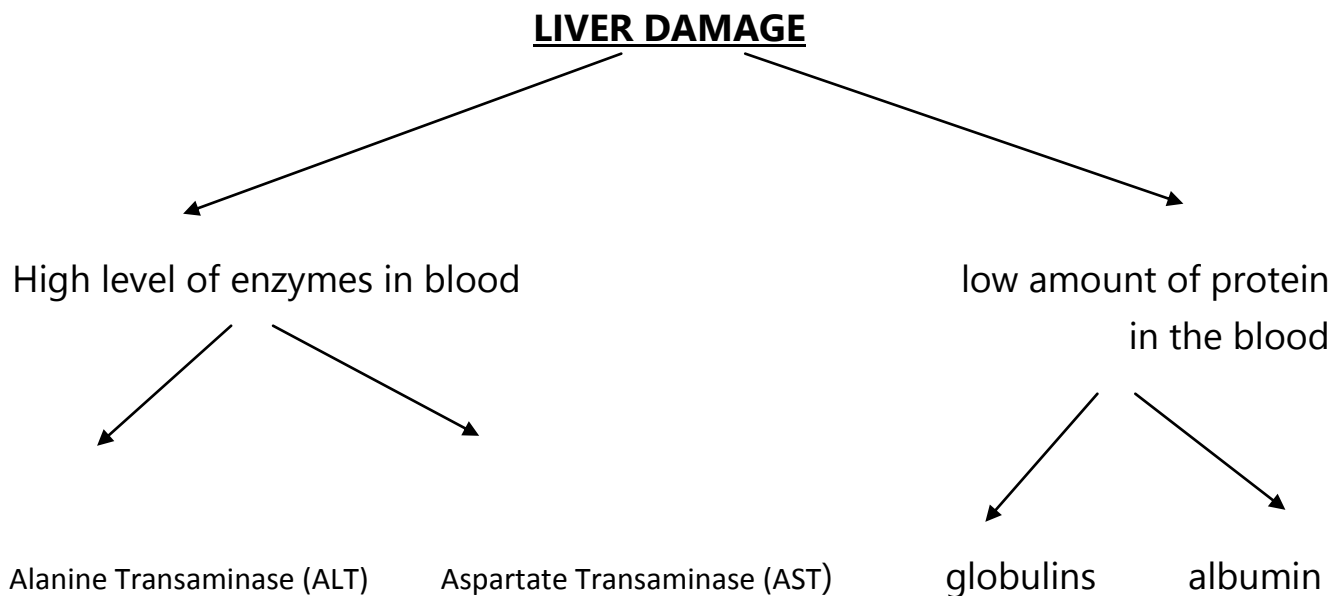 LIVER DAMAGE
High level of enzymes in blood
low amount of protein
in the blood
Alanine Transaminase (ALT)
Aspartate Transaminase (AST)
globulins
albumin